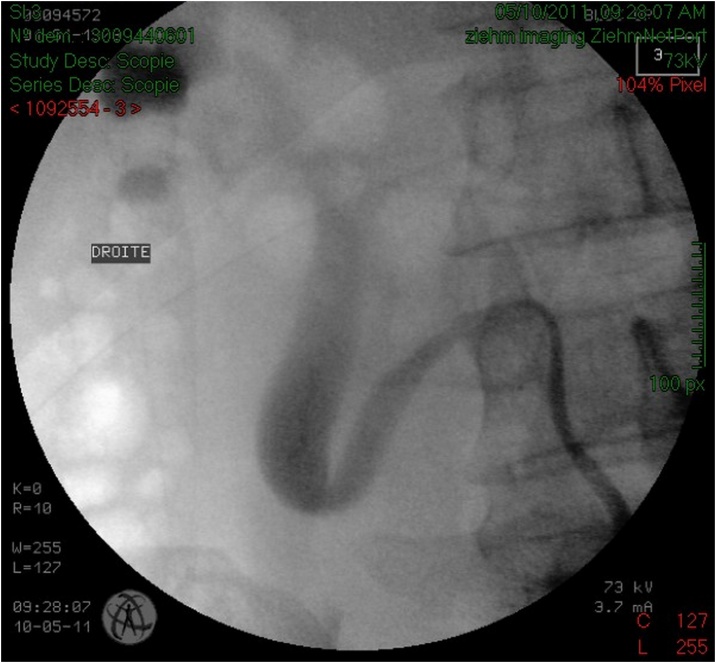 05/10/2011 09:28:07 AM
ziehm imaging ZiehmNetPort
Study Desc: Scopie
3
73kV
Series Desc: Scopie
104% Pixel
< 1092554 - 3 >
DROITE
100 px
K=0
R=10
W=255
L=127
73 kV
3.7 mA
09:28:07
10-05-11
C 127
L 255